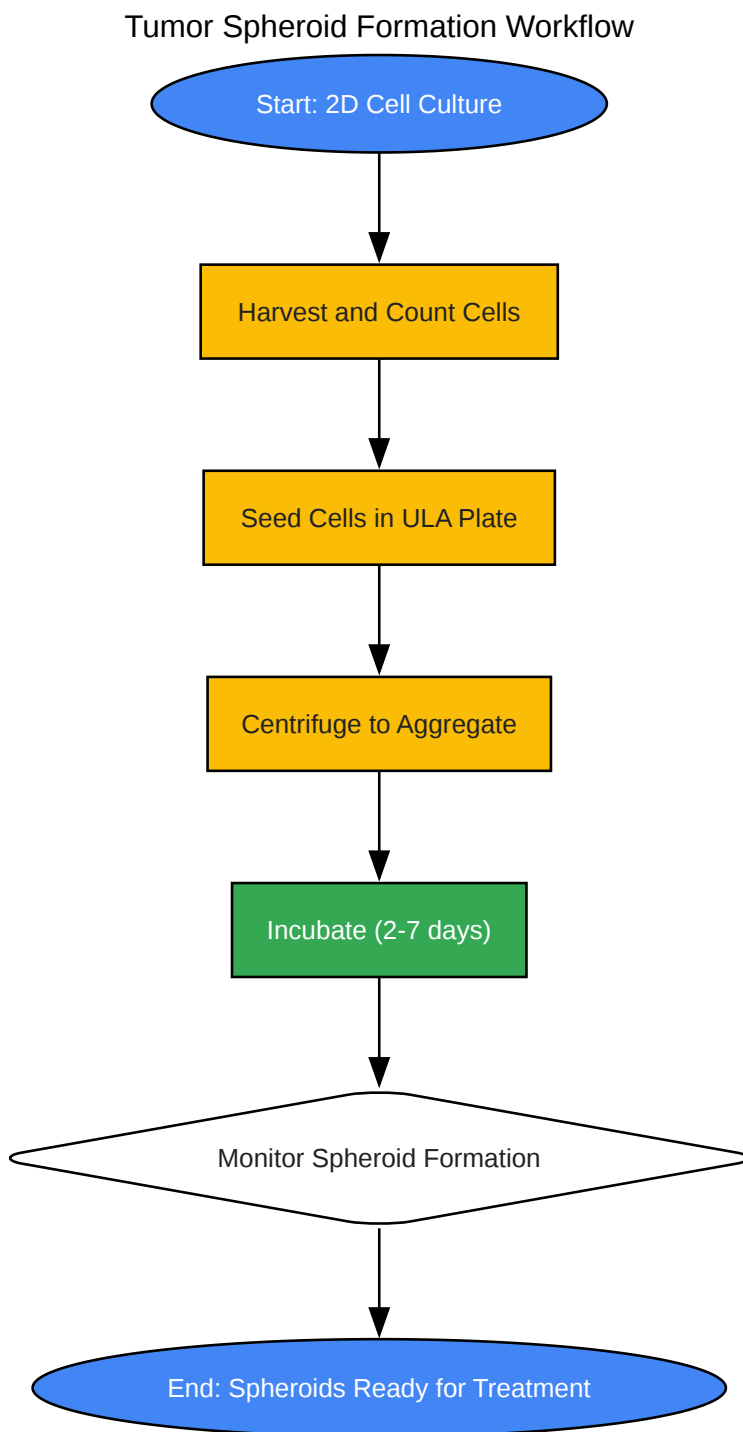 Tumor Spheroid Formation Workflow
Start: 2D Cell Culture
Harvest and Count Cells
Seed Cells in ULA Plate
Centrifuge to Aggregate
Incubate (2-7 days)
Monitor Spheroid Formation
End: Spheroids Ready for Treatment